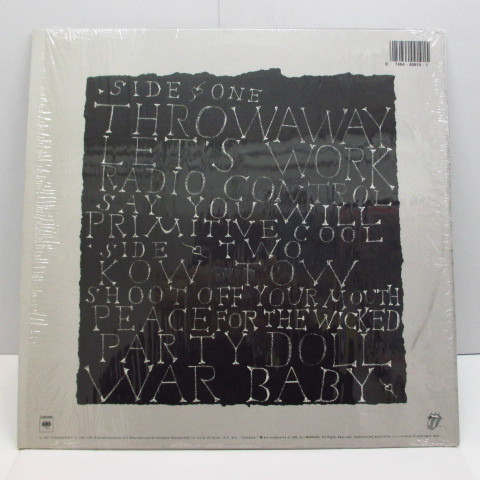 SIDE ONE
THROWAWAY
LET'S WORK
RADIO CONTROL
SAY YOU WILL
PRIMITIVE COOL
SIDE TWO
KOW TOW
SHOOT OFF YOUR MOUTH
PEACE FOR THE WICKED
PARTY DOLL
WAR BABY